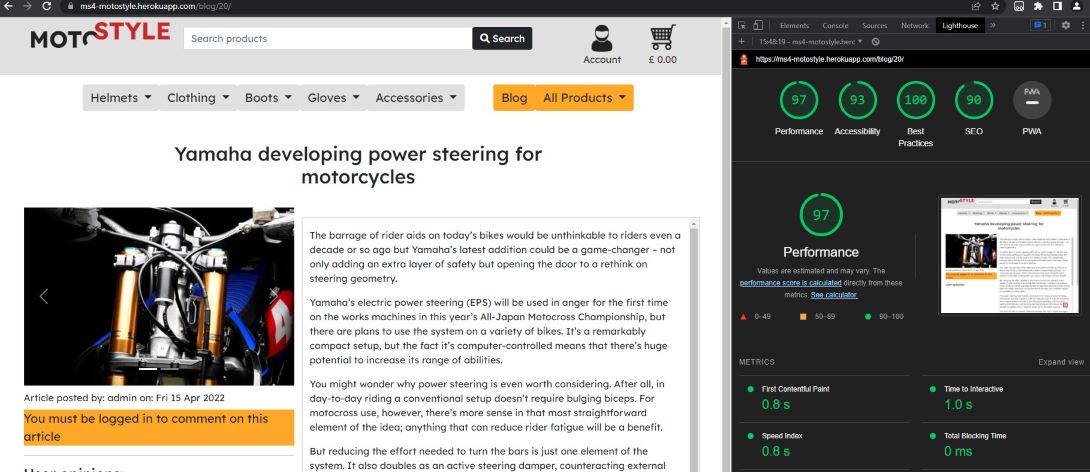 ms4-motostyle.herokuapp.com/blog/20/
MOTOSTYLE
Search products
Search
Account
£ 0.00
Helmets Clothing Boots Gloves Accessories Blog All Products
Yamaha developing power steering for
motorcycles
Article posted by: admin on: Fri 15 Apr 2022
You must be logged in to comment on this
article
The barrage of rider aids on today's bikes would be unthinkable to riders even a
decade or so ago but Yamaha's latest addition could be a game-changer – not
only adding an extra layer of safety but opening the door to a rethink on
steering geometry.
Yamaha's electric power steering (EPS) will be used in anger for the first time
on the works machines in this year's All-Japan Motocross Championship, but
there are plans to use the system on a variety of bikes. It's a remarkably
compact setup, but the fact it's computer-controlled means that there's huge
potential to increase its range of abilities.
You might wonder why power steering is even worth considering. After all, in
day-to-day riding a conventional setup doesn't require bulging biceps. For
motocross use, however, there's more sense in that most straightforward
element of the idea; anything that can reduce rider fatigue will be a benefit.
But reducing the effort needed to turn the bars is just one element of the
system. It also doubles as an active steering damper, counteracting external
Elements Console Sources Network Lighthouse » 1
15:48:19 - ms4-motostyle.herc
https://ms4-motostyle.herokuapp.com/blog/20/
97 93 100 90 PWA
Performance Accessibility Best
Practices SEO PWA
97
Performance
Values are estimated and may vary. The
performance score is calculated directly from these
metrics. See calculator.
0–49 50–89 90–100
METRICS Expand view
First Contentful Paint
0.8 s
Time to Interactive
1.0 s
Speed Index
0.8 s
Total Blocking Time
0 ms